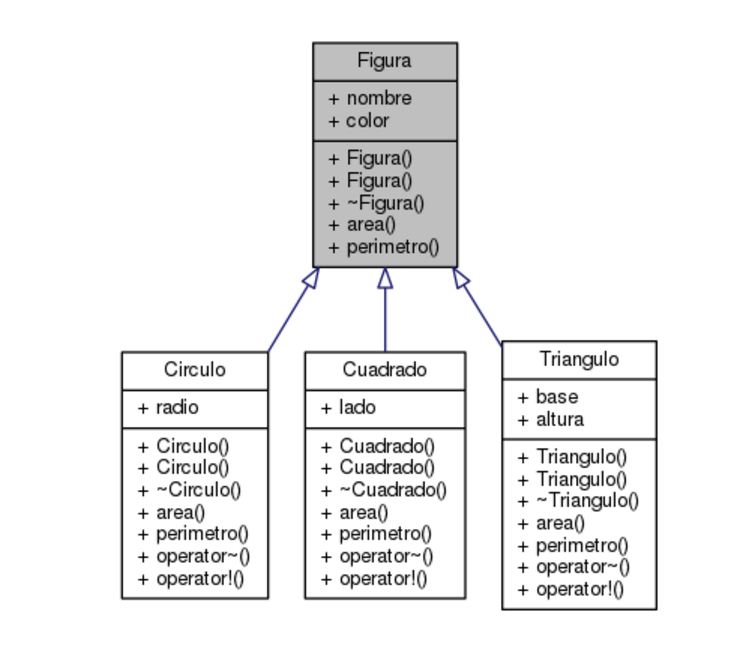 Figura
+ nombre
+ color
+ Figura()
+ Figura()
+ ~Figura()
+ area()
+ perimetro()
Circulo
+ radio
+ Circulo()
+ Circulo()
+ ~Circulo()
+ area()
+ perimetro()
+ operator~()
+ operator!()
Cuadrado
+ lado
+ Cuadrado()
+ Cuadrado()
+ ~Cuadrado()
+ area()
+ perimetro()
+ operator~()
+ operator!()
Triangulo
+ base
+ altura
+ Triangulo()
+ Triangulo()
+ ~Triangulo()
+ area()
+ perimetro()
+ operator~()
+ operator!()